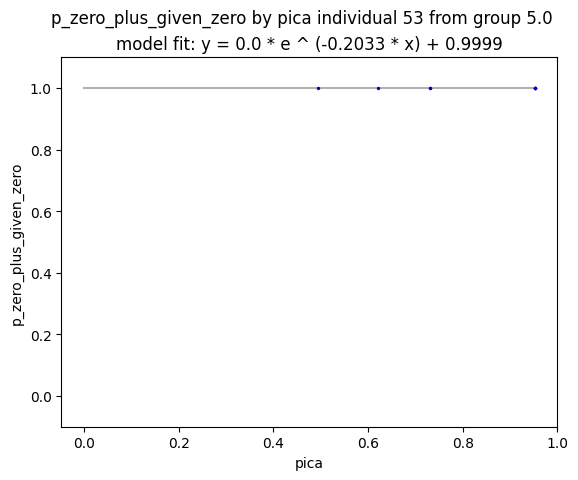 p_zero_plus_given_zero by pica individual 53 from group 5.0
model fit: y = 0.0 * e ^ (-0.2033 * x) + 0.9999
1.0
0.8
0.6
0.4
0.2
0.0
p_zero_plus_given_zero
0.0 0.2 0.4 0.6 0.8 1.0
pica